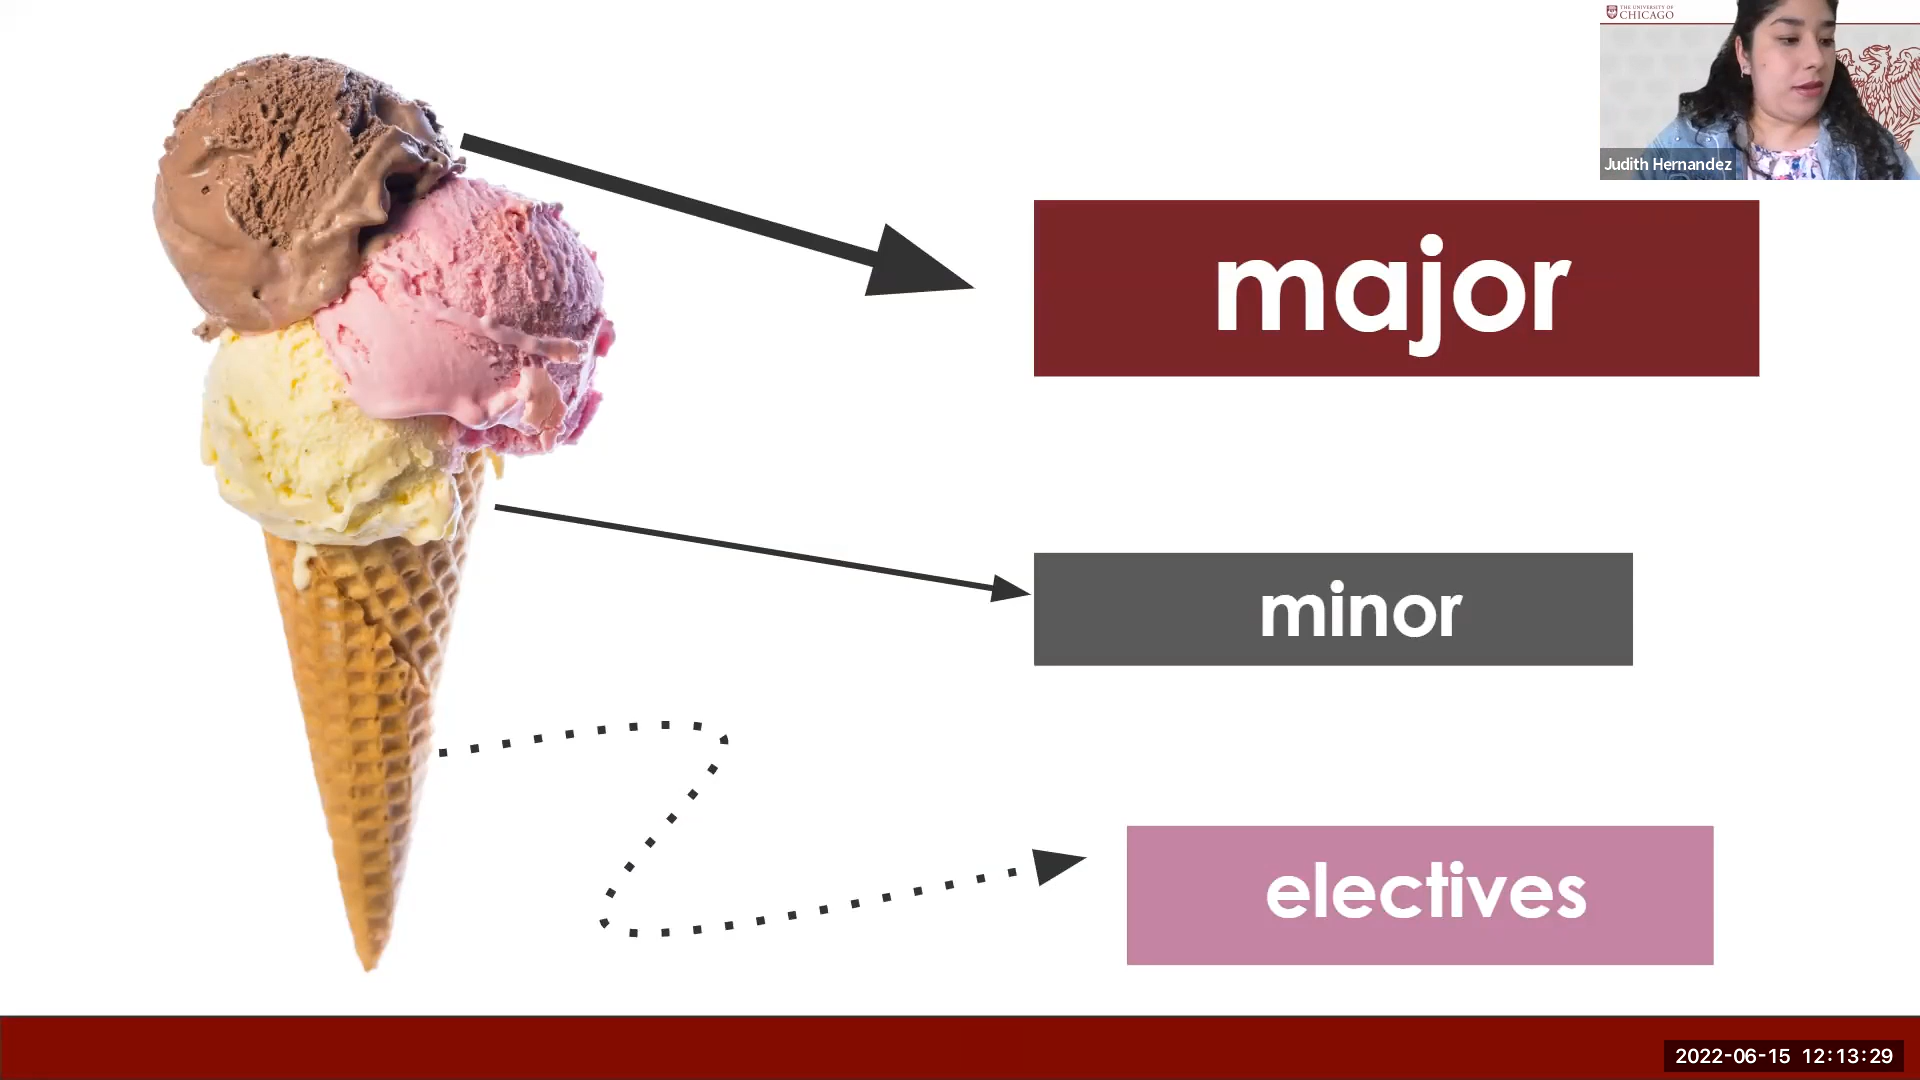 THE UNIVERSITY OF
CHICAGO
Judith Hernandez
major
minor
electives
2022-06-15 12:13:29